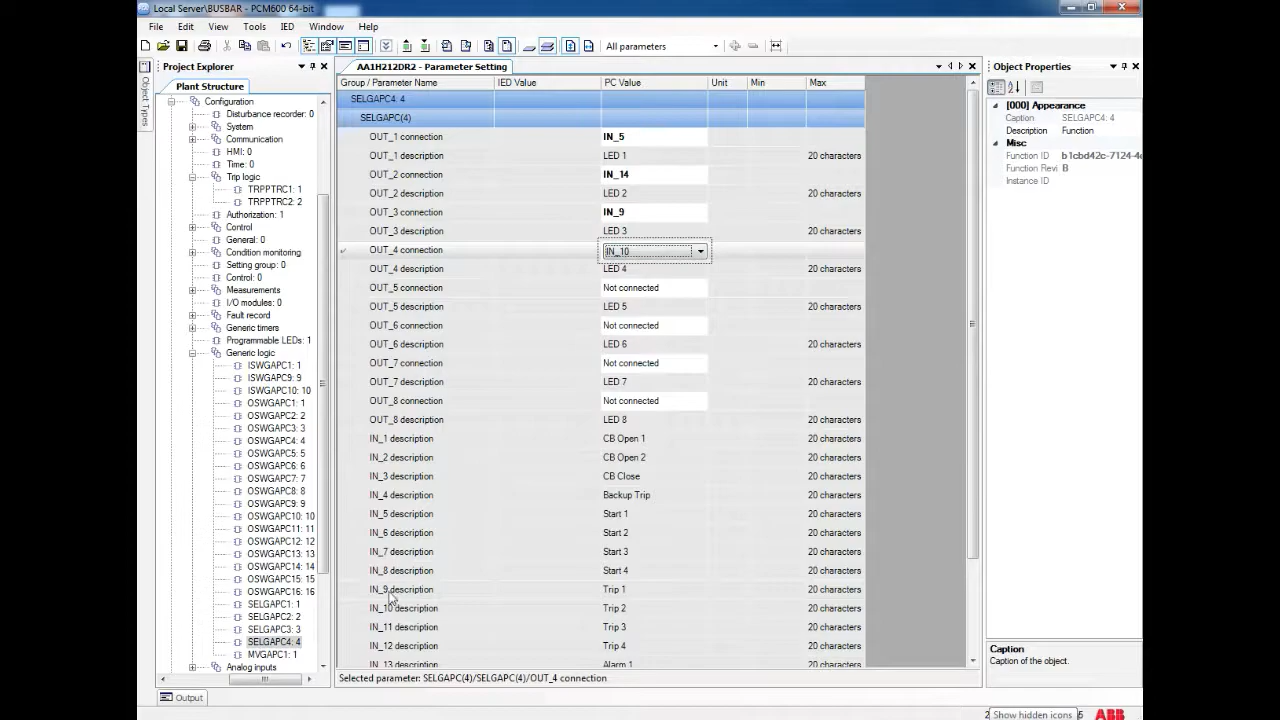 Local Server\BUSBAR - PCM600 64-bit
File Edit View Tools IED Window Help
All parameters
Object Types
Project Explorer
Plant Structure
Configuration
Disturbance recorder: 0
System
Communication
HMI: 0
Time: 0
Trip logic
TRPPTRC1: 1
TRPPTRC2: 2
Authorization: 1
Control
General: 0
Condition monitoring
Setting group: 0
Control: 0
Measurements
I/O modules: 0
Fault record
Generic timers
Programmable LEDs: 1
Generic logic
ISWGAPC1: 1
ISWGAPC9: 9
ISWGAPC10: 10
OSWGAPC1: 1
OSWGAPC2: 2
OSWGAPC3: 3
OSWGAPC4: 4
OSWGAPC5: 5
OSWGAPC6: 6
OSWGAPC7: 7
OSWGAPC8: 8
OSWGAPC9: 9
OSWGAPC10: 10
OSWGAPC11: 11
OSWGAPC12: 12
OSWGAPC13: 13
OSWGAPC14: 14
OSWGAPC15: 15
OSWGAPC16: 16
SELGAPC1: 1
SELGAPC2: 2
SELGAPC3: 3
SELGAPC4: 4
MVGAPC1: 1
Analog inputs
Output
AA1H212DR2 - Parameter Setting
Group / Parameter Name IED Value PC Value Unit Min Max
SELGAPC4: 4
SELGAPC(4)
OUT_1 connection IN_5
OUT_1 description LED 1 20 characters
OUT_2 connection IN_14
OUT_2 description LED 2 20 characters
OUT_3 connection IN_9
OUT_3 description LED 3 20 characters
OUT_4 connection IN_10
OUT_4 description LED 4 20 characters
OUT_5 connection Not connected
OUT_5 description LED 5 20 characters
OUT_6 connection Not connected
OUT_6 description LED 6 20 characters
OUT_7 connection Not connected
OUT_7 description LED 7 20 characters
OUT_8 connection Not connected
OUT_8 description LED 8 20 characters
IN_1 description CB Open 1 20 characters
IN_2 description CB Open 2 20 characters
IN_3 description CB Close 20 characters
IN_4 description Backup Trip 20 characters
IN_5 description Start 1 20 characters
IN_6 description Start 2 20 characters
IN_7 description Start 3 20 characters
IN_8 description Start 4 20 characters
IN_9 description Trip 1 20 characters
IN_10 description Trip 2 20 characters
IN_11 description Trip 3 20 characters
IN_12 description Trip 4 20 characters
IN_13 description Alarm 1 20 characters
Selected parameter: SELGAPC(4)/SELGAPC(4)/OUT_4 connection
Object Properties
[000] Appearance
Caption SELGAPC4: 4
Description Function
Misc
Function ID b1cbd42c-7124-4
Function Revi B
Instance ID
Caption
Caption of the object.
Show hidden icons
ABB